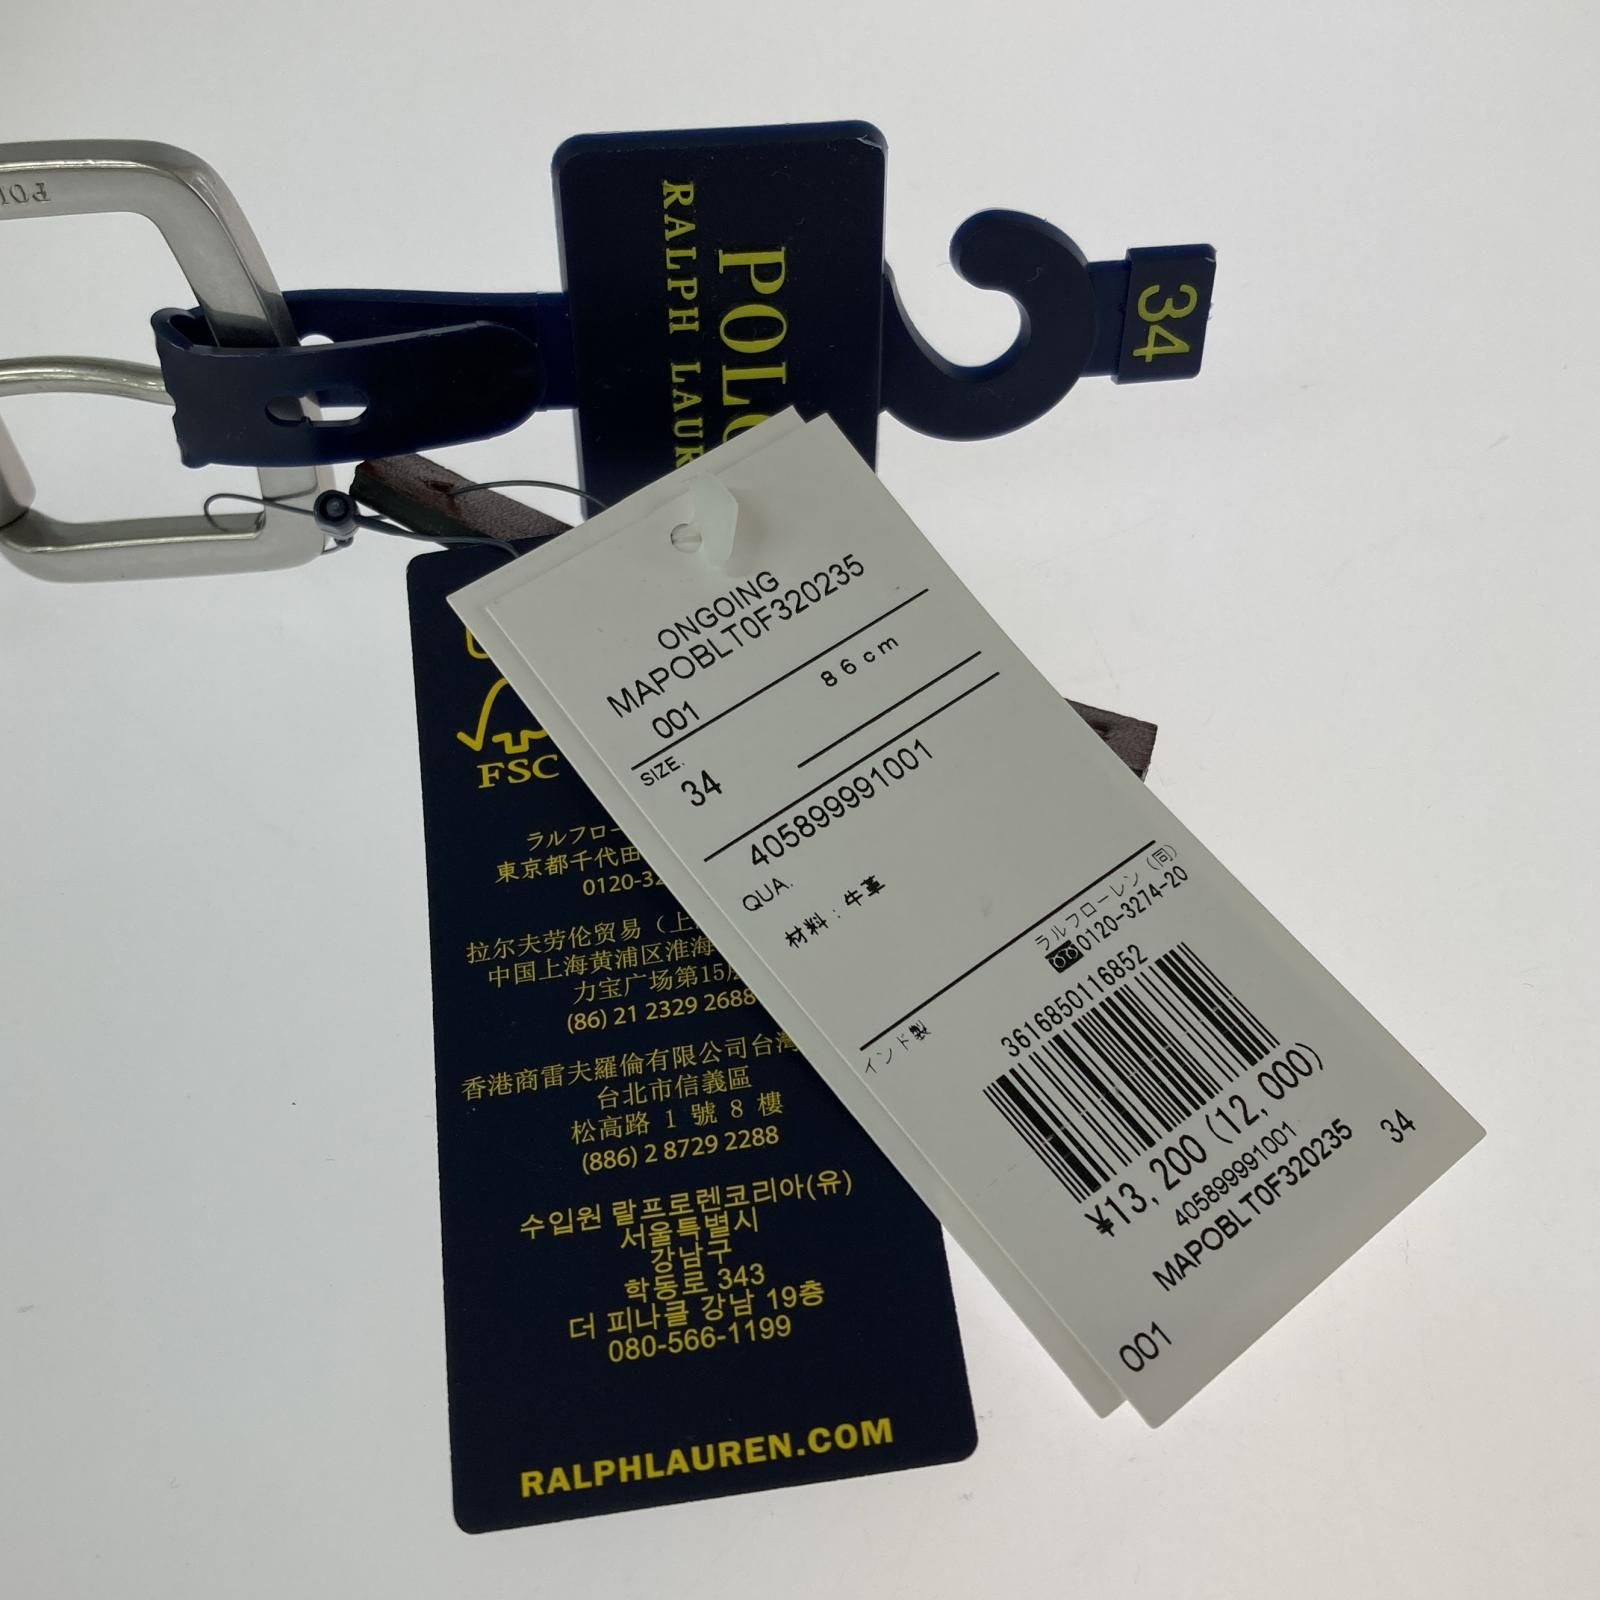 POLO
RALPH LAUR
34
ONGOING
MAPOBLT0F320235
001
86cm
SIZE.
34
405899991001
QUA.
材料:牛革
ラルフローレン(同)
0120-3274-20
インド製
3616850116852
¥13,200(12,000)
405899991001
MAPOBLT0F320235
34
001
FSC
ラルフロー
東京都千代田
0120-32
拉尔夫劳伦贸易(上
中国上海黄浦区淮海
力宝广场第15
(86) 21 2329 2688
香港商雷夫羅倫有限公司台灣
台北市信義區
松高路 1 號 8 樓
(886) 2 8729 2288
수입원 랄프로렌코리아(유)
서울특별시
강남구
학동로 343
더 피나클 강남 19층
080-566-1199
RALPHLAUREN.COM